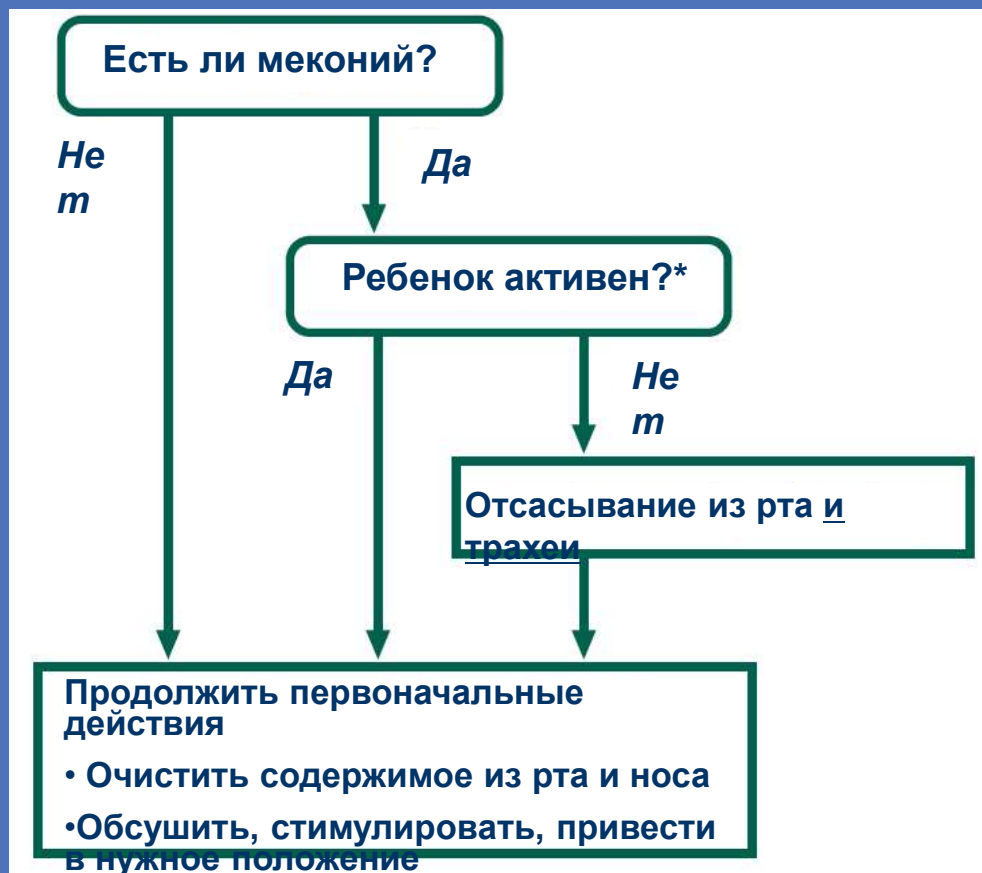 Есть ли меконий?
Не
т
Да
Ребенок активен?*
Да
Не
т
Отсасывание из рта и
трахеи
Продолжить первоначальные
действия
• Очистить содержимое из рта и носа
•Обсушить, стимулировать, привести
в нужное положение